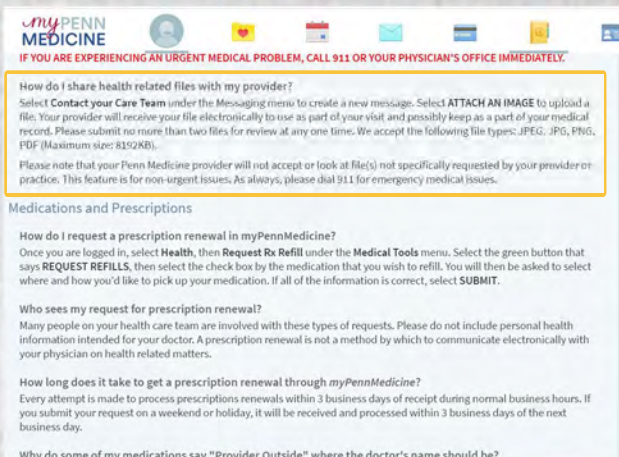 myPENN
MEDICINE
IF YOU ARE EXPERIENCING AN URGENT MEDICAL PROBLEM, CALL 911 OR YOUR PHYSICIAN'S OFFICE IMMEDIATELY.
How do I share health related files with my provider?
Select Contact your Care Team under the Messaging menu to create a new message. Select ATTACH AN IMAGE to upload a
file. Your provider will receive your file electronically to use as part of your visit and possibly keep as a part of your medical
record. Please submit no more than two files for review at any one time. We accept the following file types: JPEG, JPG, PNG,
PDF (Maximum size: 8192KB).
Please note that your Penn Medicine provider will not accept or look at file(s) not specifically requested by your provider or
practice. This feature is for non-urgent issues. As always, please dial 911 for emergency medical issues.
Medications and Prescriptions
How do I request a prescription renewal in myPennMedicine?
Once you are logged in, select Health, then Request Rx Refill under the Medical Tools menu. Select the green button that
says REQUEST REFILLS, then select the check box by the medication that you wish to refill. You will then be asked to select
where and how you'd like to pick up your medication. If all of the information is correct, select SUBMIT.
Who sees my request for prescription renewal?
Many people on your health care team are involved with these types of requests. Please do not include personal health
information intended for your doctor. A prescription renewal is not a method by which to communicate electronically with
your physician on health related matters.
How long does it take to get a prescription renewal through myPennMedicine?
Every attempt is made to process prescriptions renewals within 3 business days of receipt during normal business hours. If
you submit your request on a weekend or holiday, it will be received and processed within 3 business days of the next
business day.
Why do some of my medications say "Provider Outside" where the doctor's name should be?